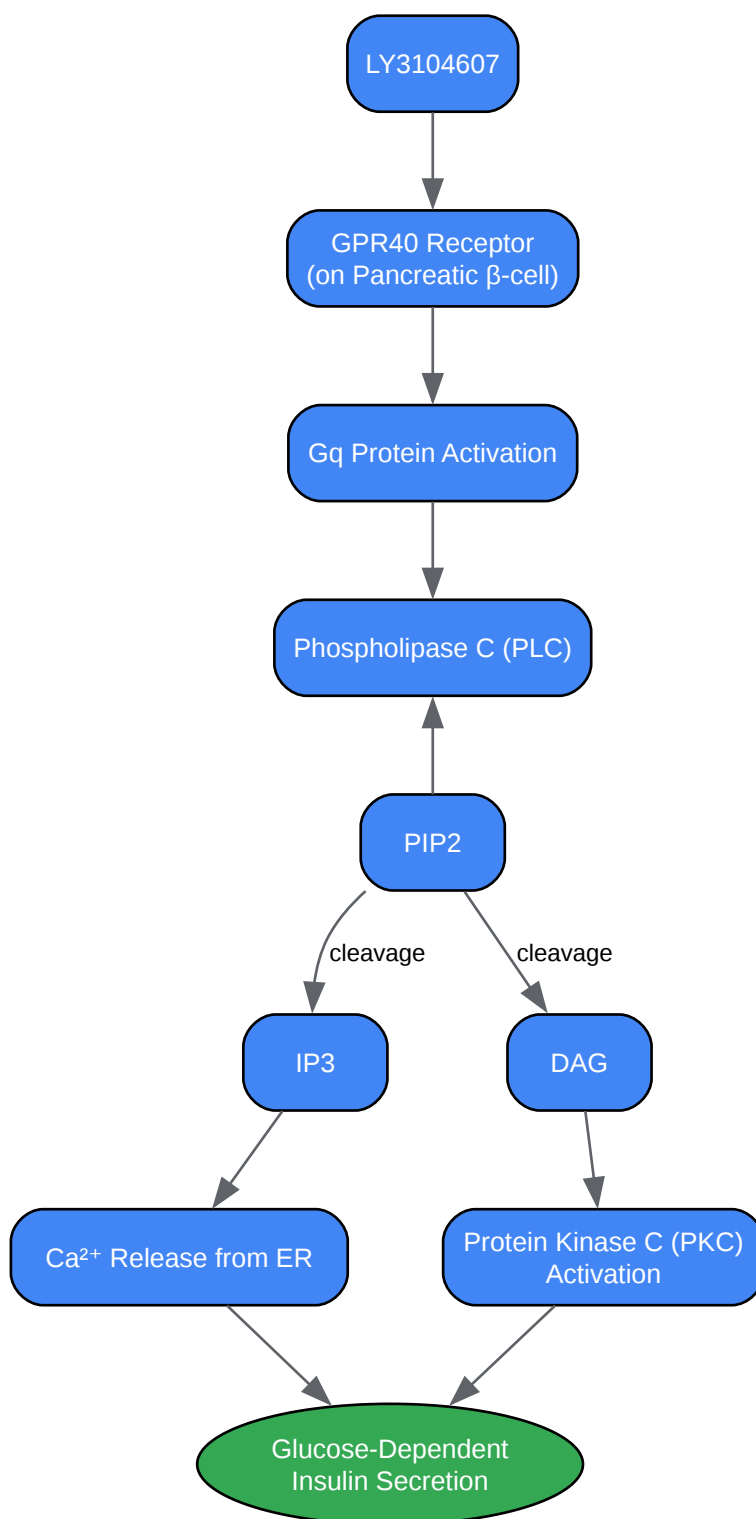 LY3104607
GPR40 Receptor
(on Pancreatic β-cell)
Gq Protein Activation
Phospholipase C (PLC)
PIP2
cleavage
cleavage
IP3
DAG
Ca²⁺ Release from ER
Protein Kinase C (PKC)
Activation
Glucose-Dependent
Insulin Secretion